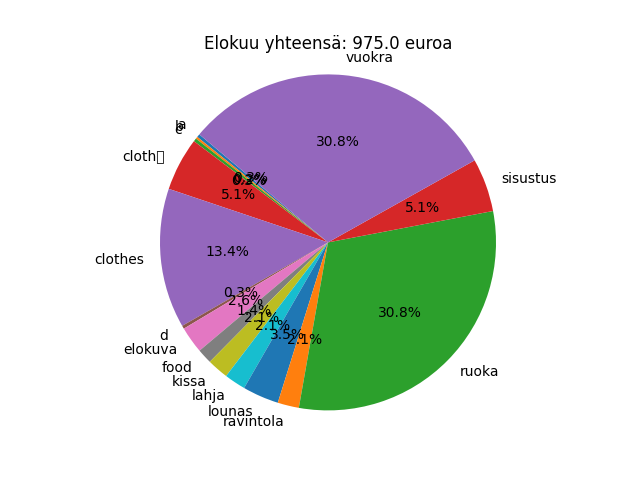 Elokuu yhteensä: 975.0 euroa
vuokra
30.8%
sisustus
5.1%
cloth
5.1%
clothes
13.4%
0.3%
2.6%
1.4%
2.1%
2.1%
3.5%
2.1%
30.8%
ruoka
d
elokuva
food
kissa
lahja
lounas
ravintola